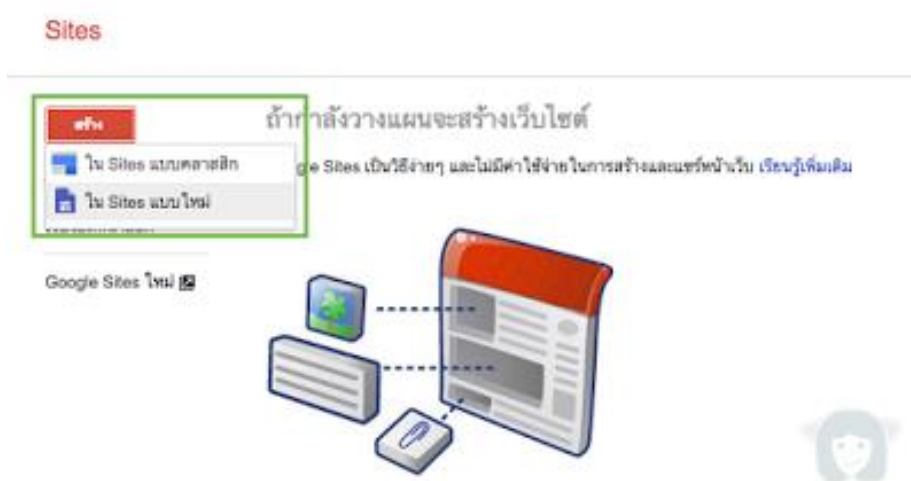 Sites
สร้าง
ถ้ากำลังวางแผนจะสร้างเว็บไซต์
ใน Sites แบบคลาสสิก
Sites เป็นวิธีง่ายๆ และไม่มีค่าใช้จ่ายในการสร้างและแชร์หน้าเว็บ เรียนรู้เพิ่มเติม
ใน Sites แบบใหม่
Google Sites ใหม่